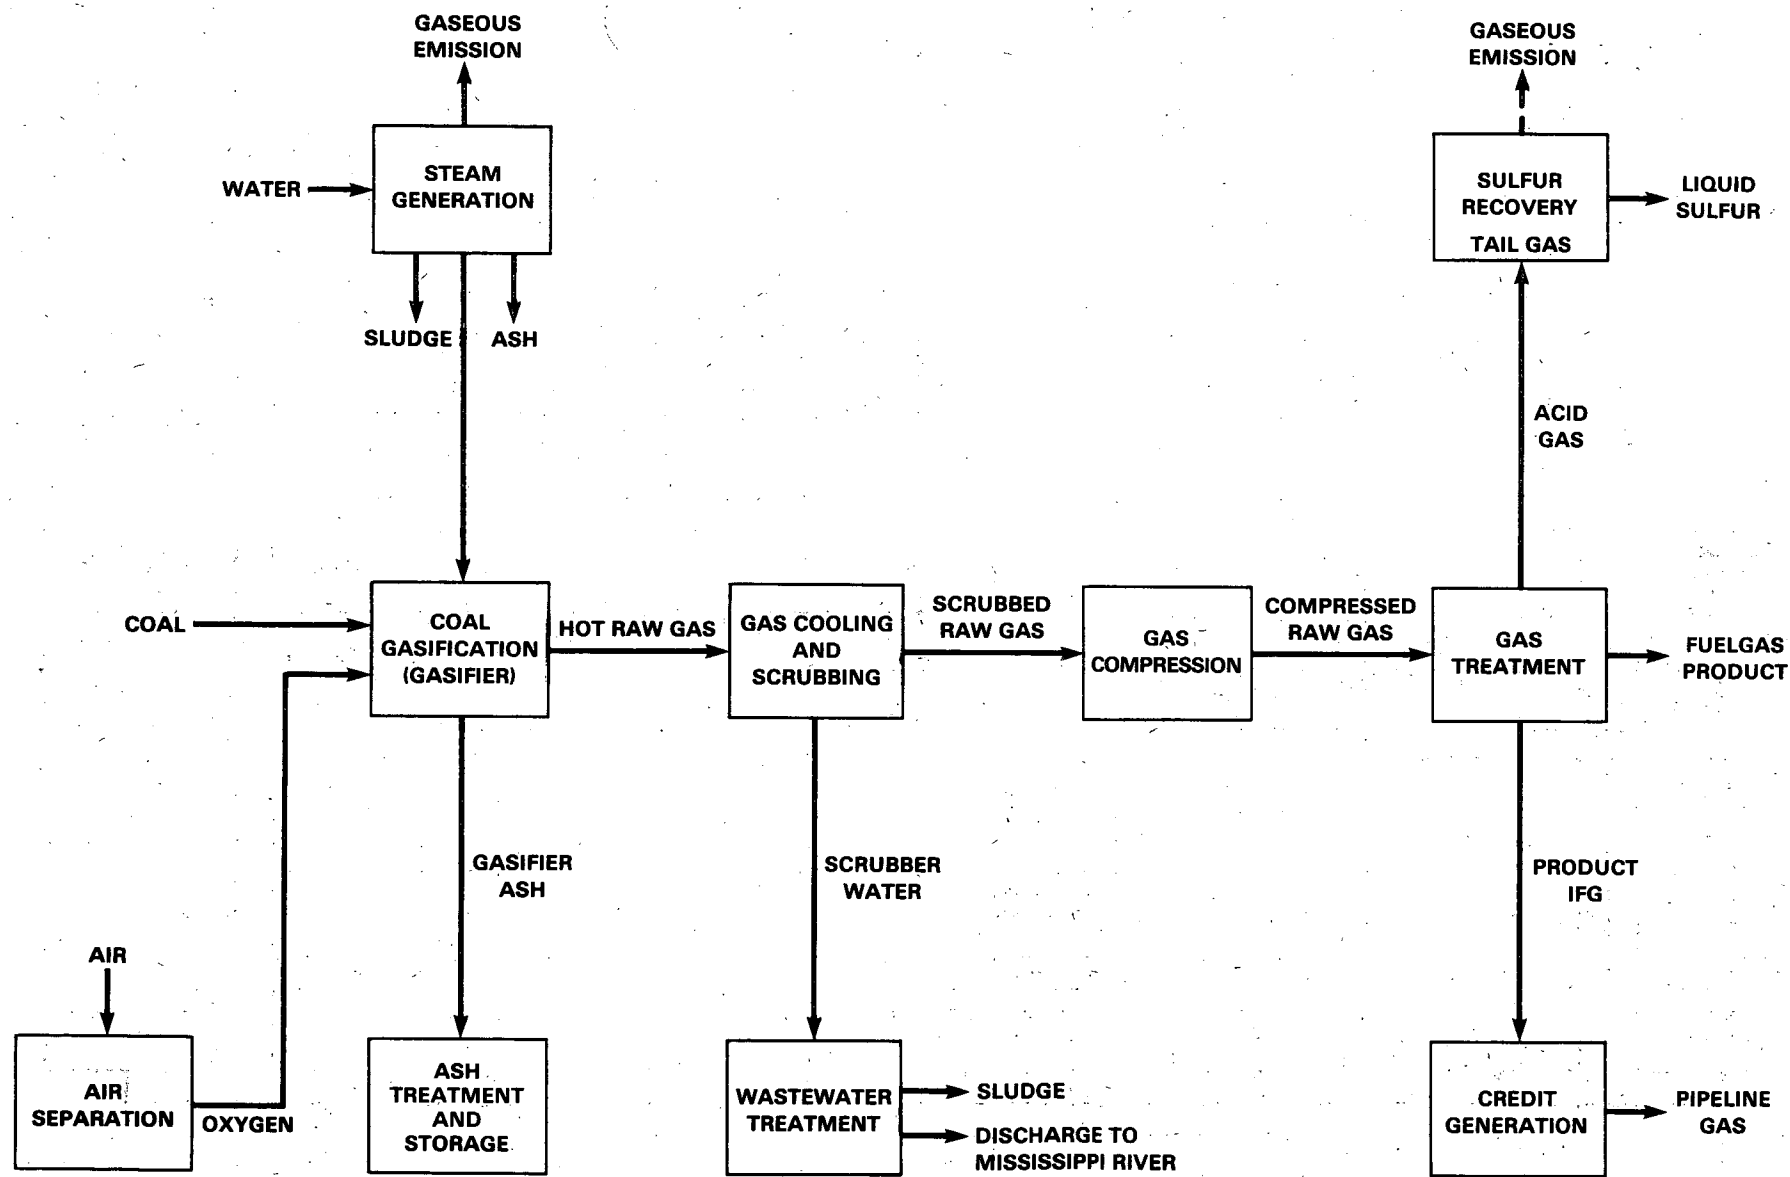 GASEOUS
EMISSION
GASEOUS
EMISSION
WATER
STEAM
GENERATION
SULFUR
RECOVERY
TAIL GAS
LIQUID
SULFUR
SLUDGE
ASH
ACID
GAS
COAL
COAL
GASIFICATION
(GASIFIER)
HOT RAW GAS
GAS COOLING
AND
SCRUBBING
SCRUBBED
RAW GAS
GAS
COMPRESSION
COMPRESSED
RAW GAS
GAS
TREATMENT
FUELGAS
PRODUCT
GASIFIER
ASH
SCRUBBER
WATER
PRODUCT
IFG
AIR
AIR
SEPARATION
OXYGEN
ASH
TREATMENT
AND
STORAGE
WASTEWATER
TREATMENT
SLUDGE
DISCHARGE TO
MISSISSIPPI RIVER
CREDIT
GENERATION
PIPELINE
GAS